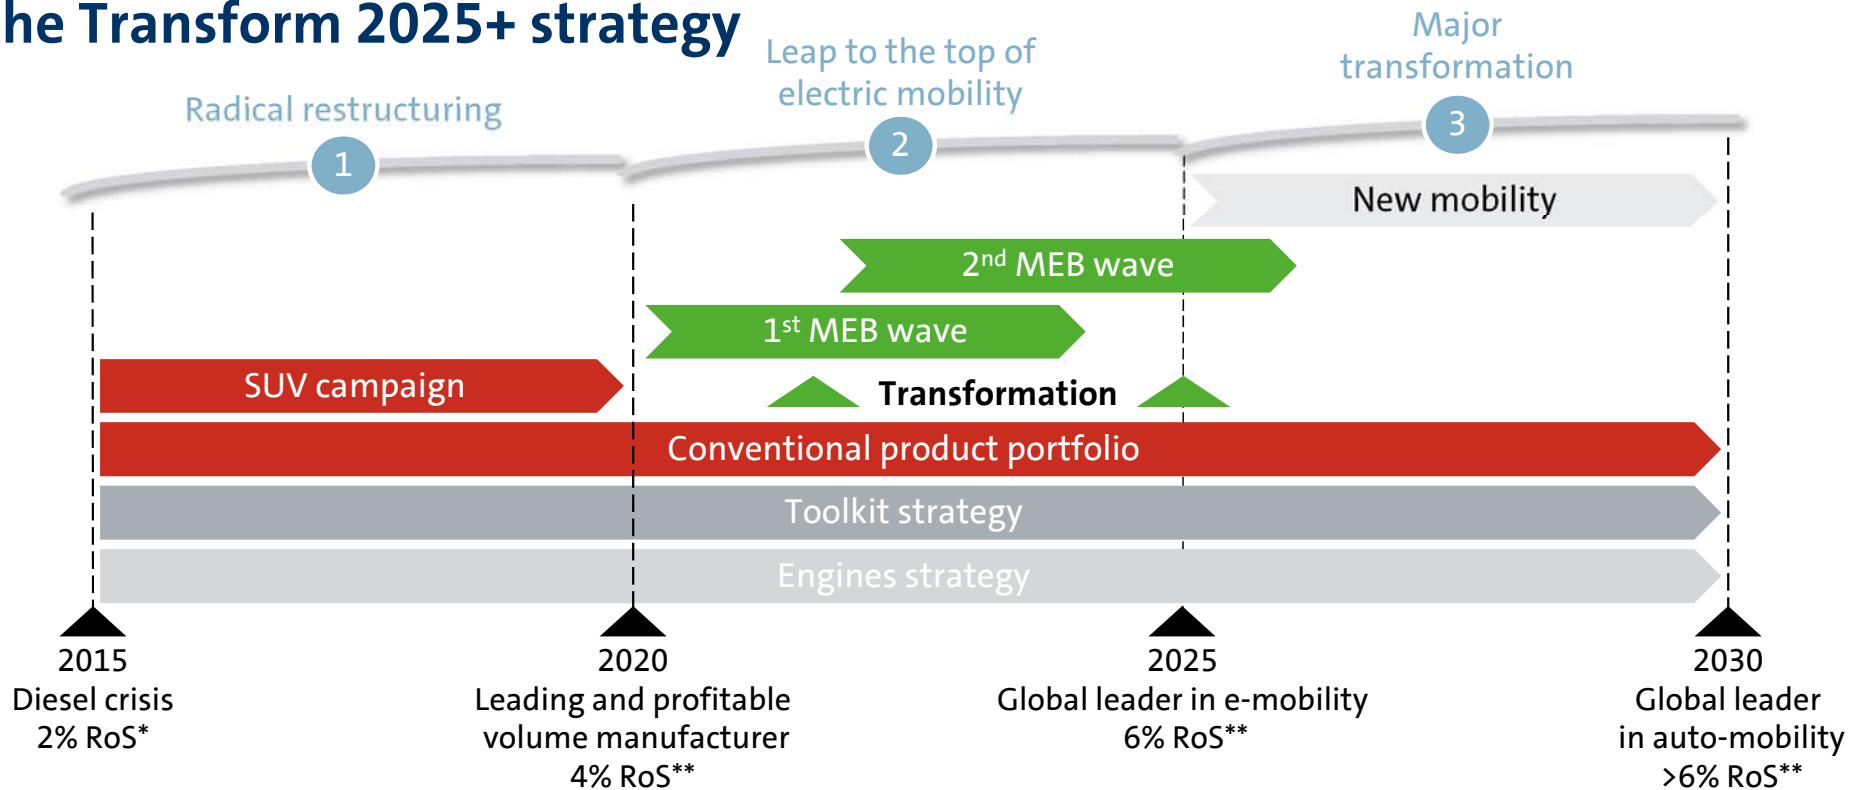 he Transform 2025+ strategy
Radical restructuring
1
Leap to the top of
electric mobility
2
Major
transformation
3
New mobility
2nd MEB wave
1st MEB wave
SUV campaign
Transformation
Conventional product portfolio
Toolkit strategy
Engines strategy
2015
Diesel crisis
2% RoS*
2020
Leading and profitable
volume manufacturer
4% RoS**
2025
Global leader in e-mobility
6% RoS**
2030
Global leader
in auto-mobility
>6% RoS**